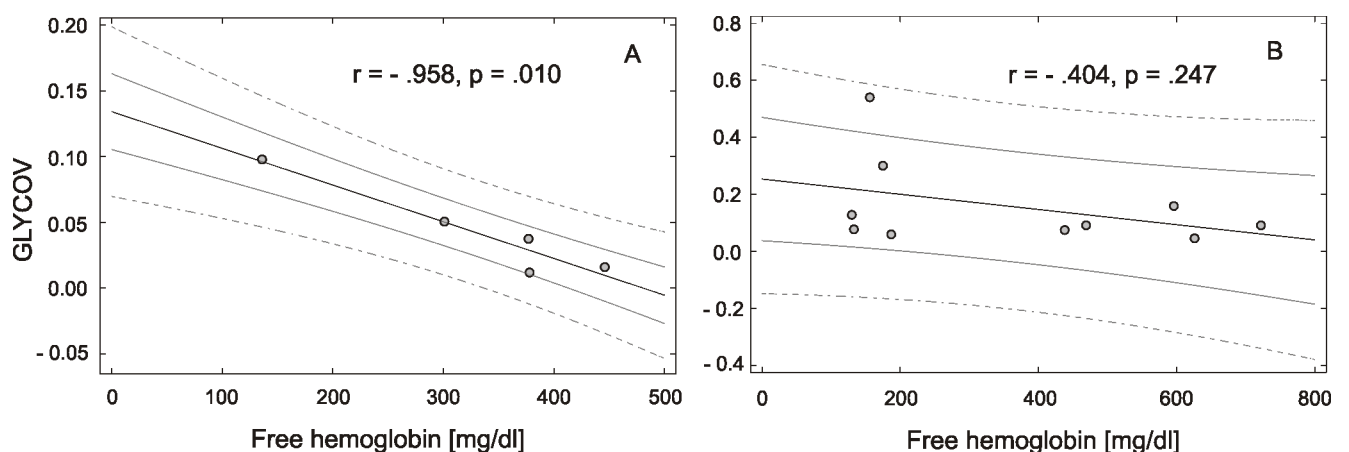 A
r = - .958, p = .010
GLYCOV
0.20
0.15
0.10
0.05
0.00
- 0.05
0 100 200 300 400 500
Free hemoglobin [mg/dl]
B
r = - .404, p = .247
0.8
0.6
0.4
0.2
0.0
- 0.2
- 0.4
0 200 400 600 800
Free hemoglobin [mg/dl]